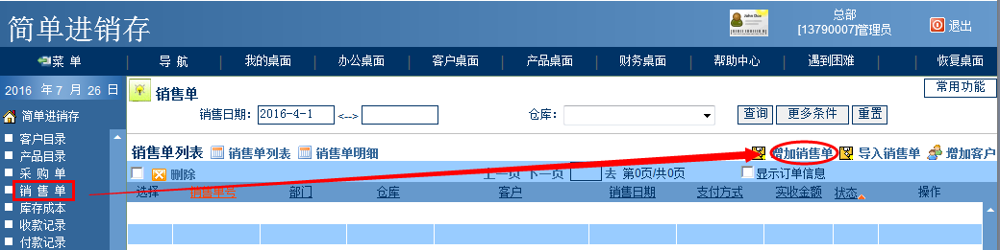 简单进销存
John Doe
总部
[13790007]管理员
退出
菜 单 导 航 我的桌面 办公桌面 客户桌面 产品桌面 财务桌面 帮助中心 遇到困难 恢复桌面
2016 年 7 月 26 日
销售单
常用功能
销售日期: 2016-4-1 <--> 仓库: 查询 更多条件 重置
简单进销存
客户目录
产品目录
采 购 单
销 售 单
库存成本
收款记录
付款记录
销售单列表 销售单列表 销售单明细 增加销售单 导入销售单 增加客户
删除 上一页 下一页 去 第0页/共0页 显示订单信息
选择 销售单号 部门 仓库 客户 销售日期 支付方式 实收金额 状态 操作